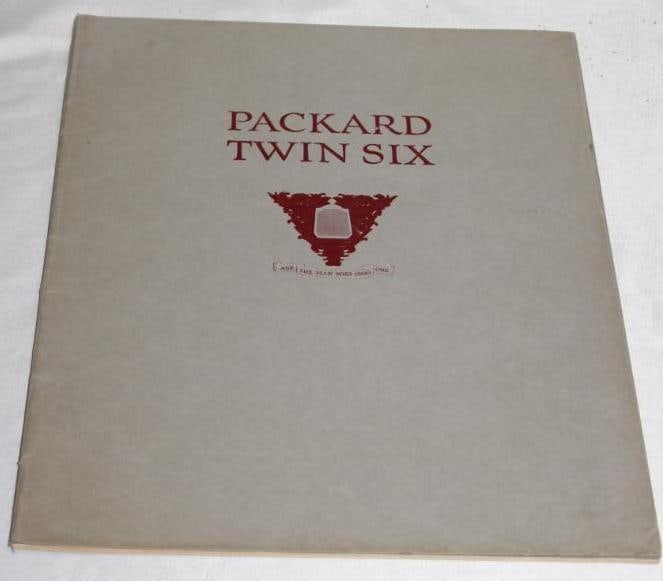 PACKARD
TWIN SIX
ASK THE MAN WHO OWNS ONE